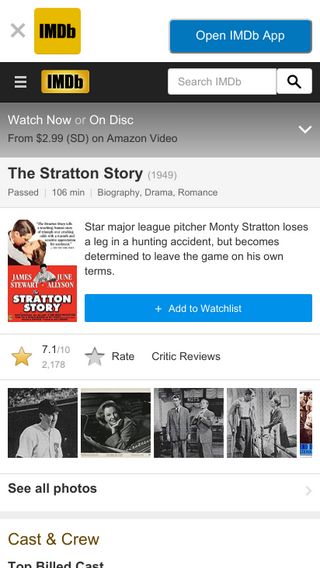 IMDb
Open IMDb App
IMDb
Search IMDb
Watch Now or On Disc
From $2.99 (SD) on Amazon Video
The Stratton Story (1949)
Passed | 106 min | Biography, Drama, Romance
Star major league pitcher Monty Stratton loses
a leg in a hunting accident, but becomes
determined to leave the game on his own
terms.
JAMES JUNE
STEWART ALLYSON
THE
STRATTON
STORY
+ Add to Watchlist
7.1/10
2,178
Rate
Critic Reviews
See all photos
Cast & Crew
Top Billed Cast